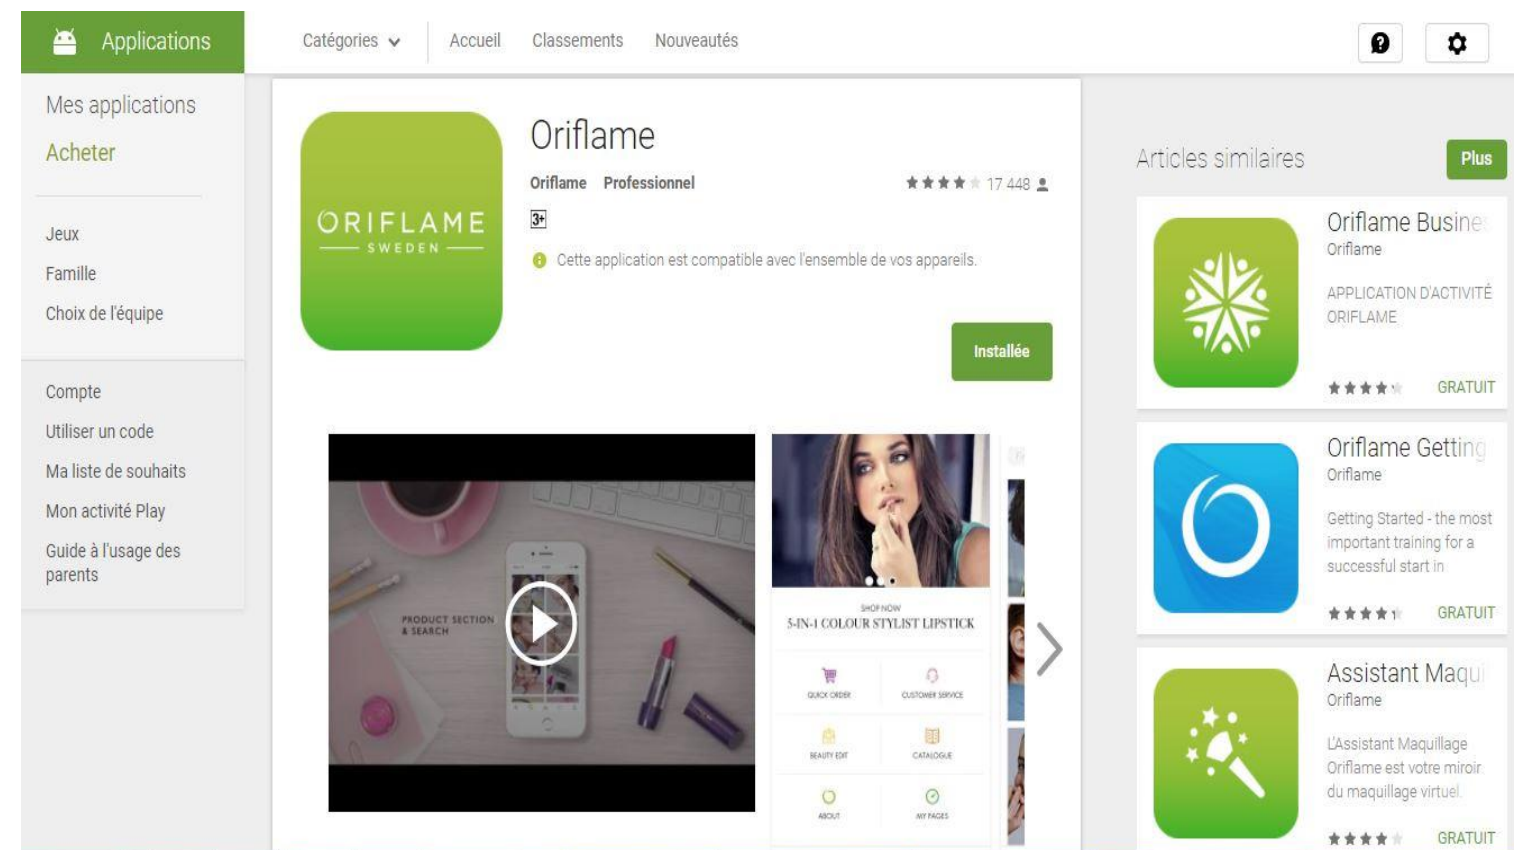 Applications
Catégories
Accueil
Classements
Nouveautés
Mes applications
Acheter
Jeux
Famille
Choix de l'équipe
Compte
Utiliser un code
Ma liste de souhaits
Mon activité Play
Guide à l'usage des
parents
ORIFLAME
SWEDEN
Oriflame
Oriflame Professionnel
17 448
3+
Cette application est compatible avec l'ensemble de vos appareils.
Installée
PRODUCT SECTION
& SEARCH
SHOP NOW
5-IN-1 COLOUR STYLIST LIPSTICK
QUICK ORDER
CUSTOMER SERVICE
BEAUTY EDIT
CATALOGUE
ABOUT
MY PAGES
Articles similaires
Plus
Oriflame Busine
Oriflame
APPLICATION D'ACTIVITÉ
ORIFLAME
GRATUIT
Oriflame Getting
Oriflame
Getting Started - the most
important training for a
successful start in
GRATUIT
Assistant Maqui
Oriflame
L'Assistant Maquillage
Oriflame est votre miroir
du maquillage virtuel.
GRATUIT